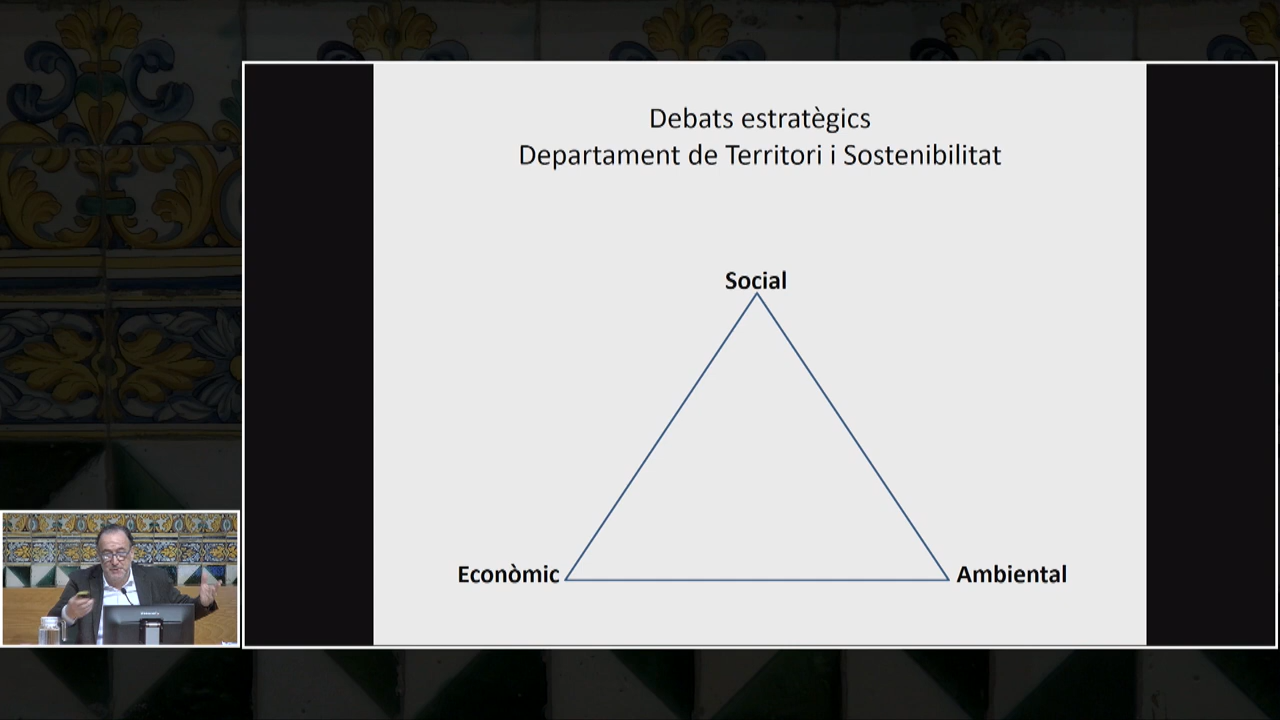 Debats estratègics
Departament de Territori i Sostenibilitat
Social
Econòmic
Ambiental